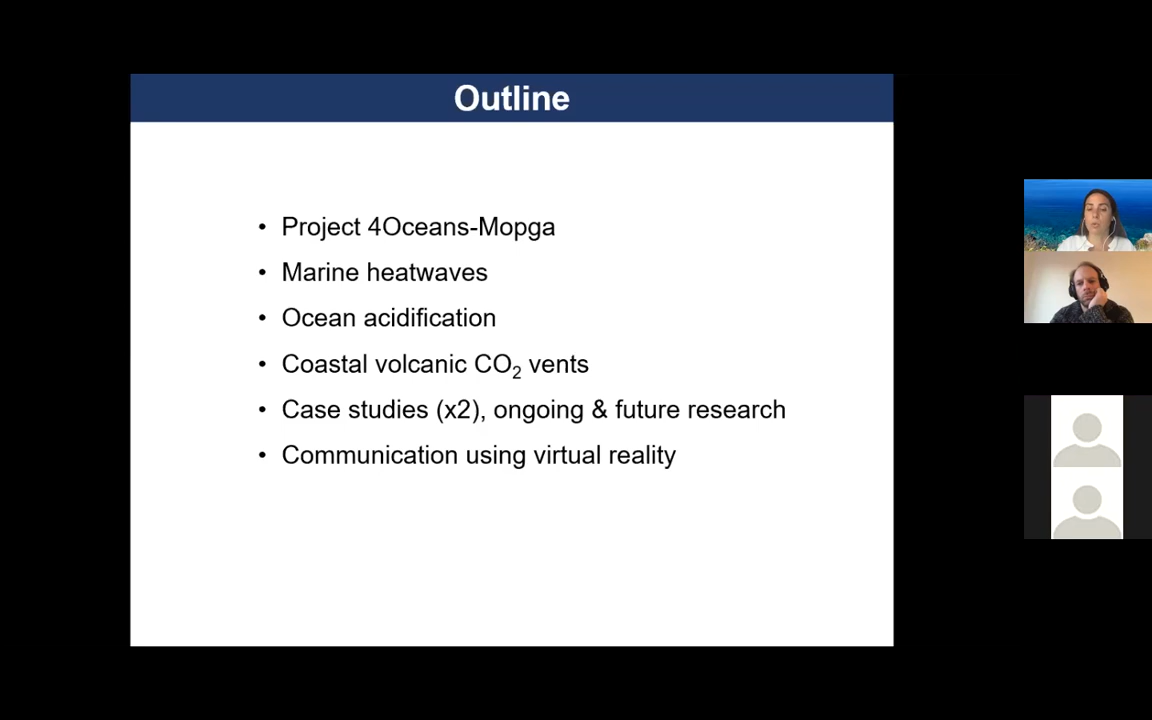 Outline
• Project 4Oceans-Mopga
• Marine heatwaves
• Ocean acidification
• Coastal volcanic CO₂ vents
• Case studies (x2), ongoing & future research
• Communication using virtual reality